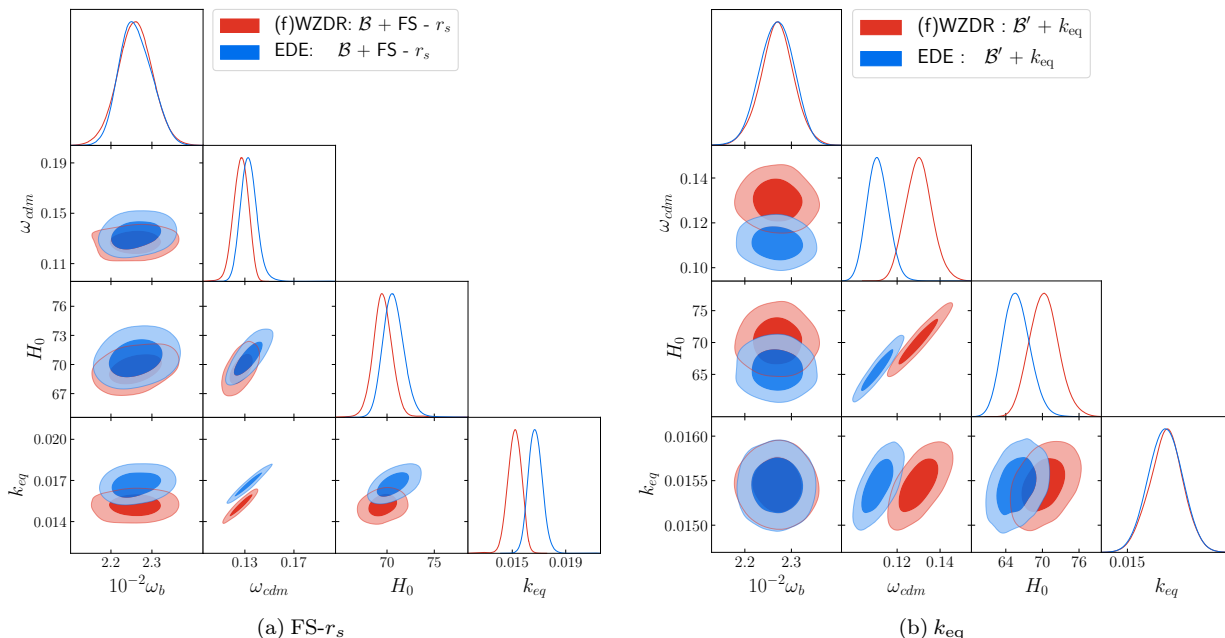 (f)WZDR: ℬ + FS - r_s
EDE: ℬ + FS - r_s
0.19
0.15
0.11
ω_cdm
76
73
70
67
H_0
0.020
0.017
0.014
k_eq
2.2 2.3
0.13 0.17
70 75
0.015 0.019
10^-2 ω_b
ω_cdm
H_0
k_eq
(a) FS-r_s
(f)WZDR : ℬ′ + k_eq
EDE : ℬ′ + k_eq
0.14
0.12
0.10
ω_cdm
75
70
65
H_0
0.0160
0.0155
0.0150
k_eq
2.2 2.3
0.12 0.14
64 70 76
0.015
10^-2 ω_b
ω_cdm
H_0
k_eq
(b) k_eq